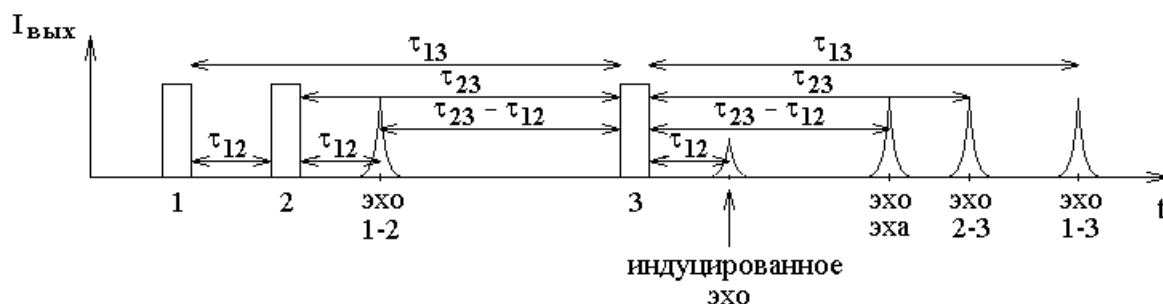 Iвых
τ13
τ13
τ23
τ23
τ23 − τ12
τ23 − τ12
τ12
τ12
τ12
1
2
эхо
1-2
3
эхо
эха
эхо
2-3
эхо
1-3
t
индуцированное
эхо